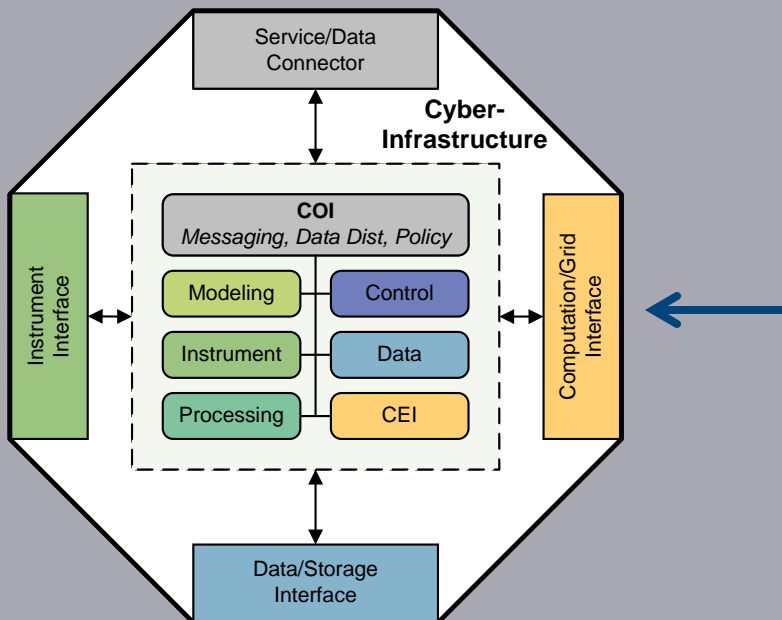 Service/Data
Connector
Cyber-
Infrastructure
COI
Messaging, Data Dist, Policy
Modeling
Control
Instrument
Data
Processing
CEI
Instrument
Interface
Computation/Grid
Interface
Data/Storage
Interface